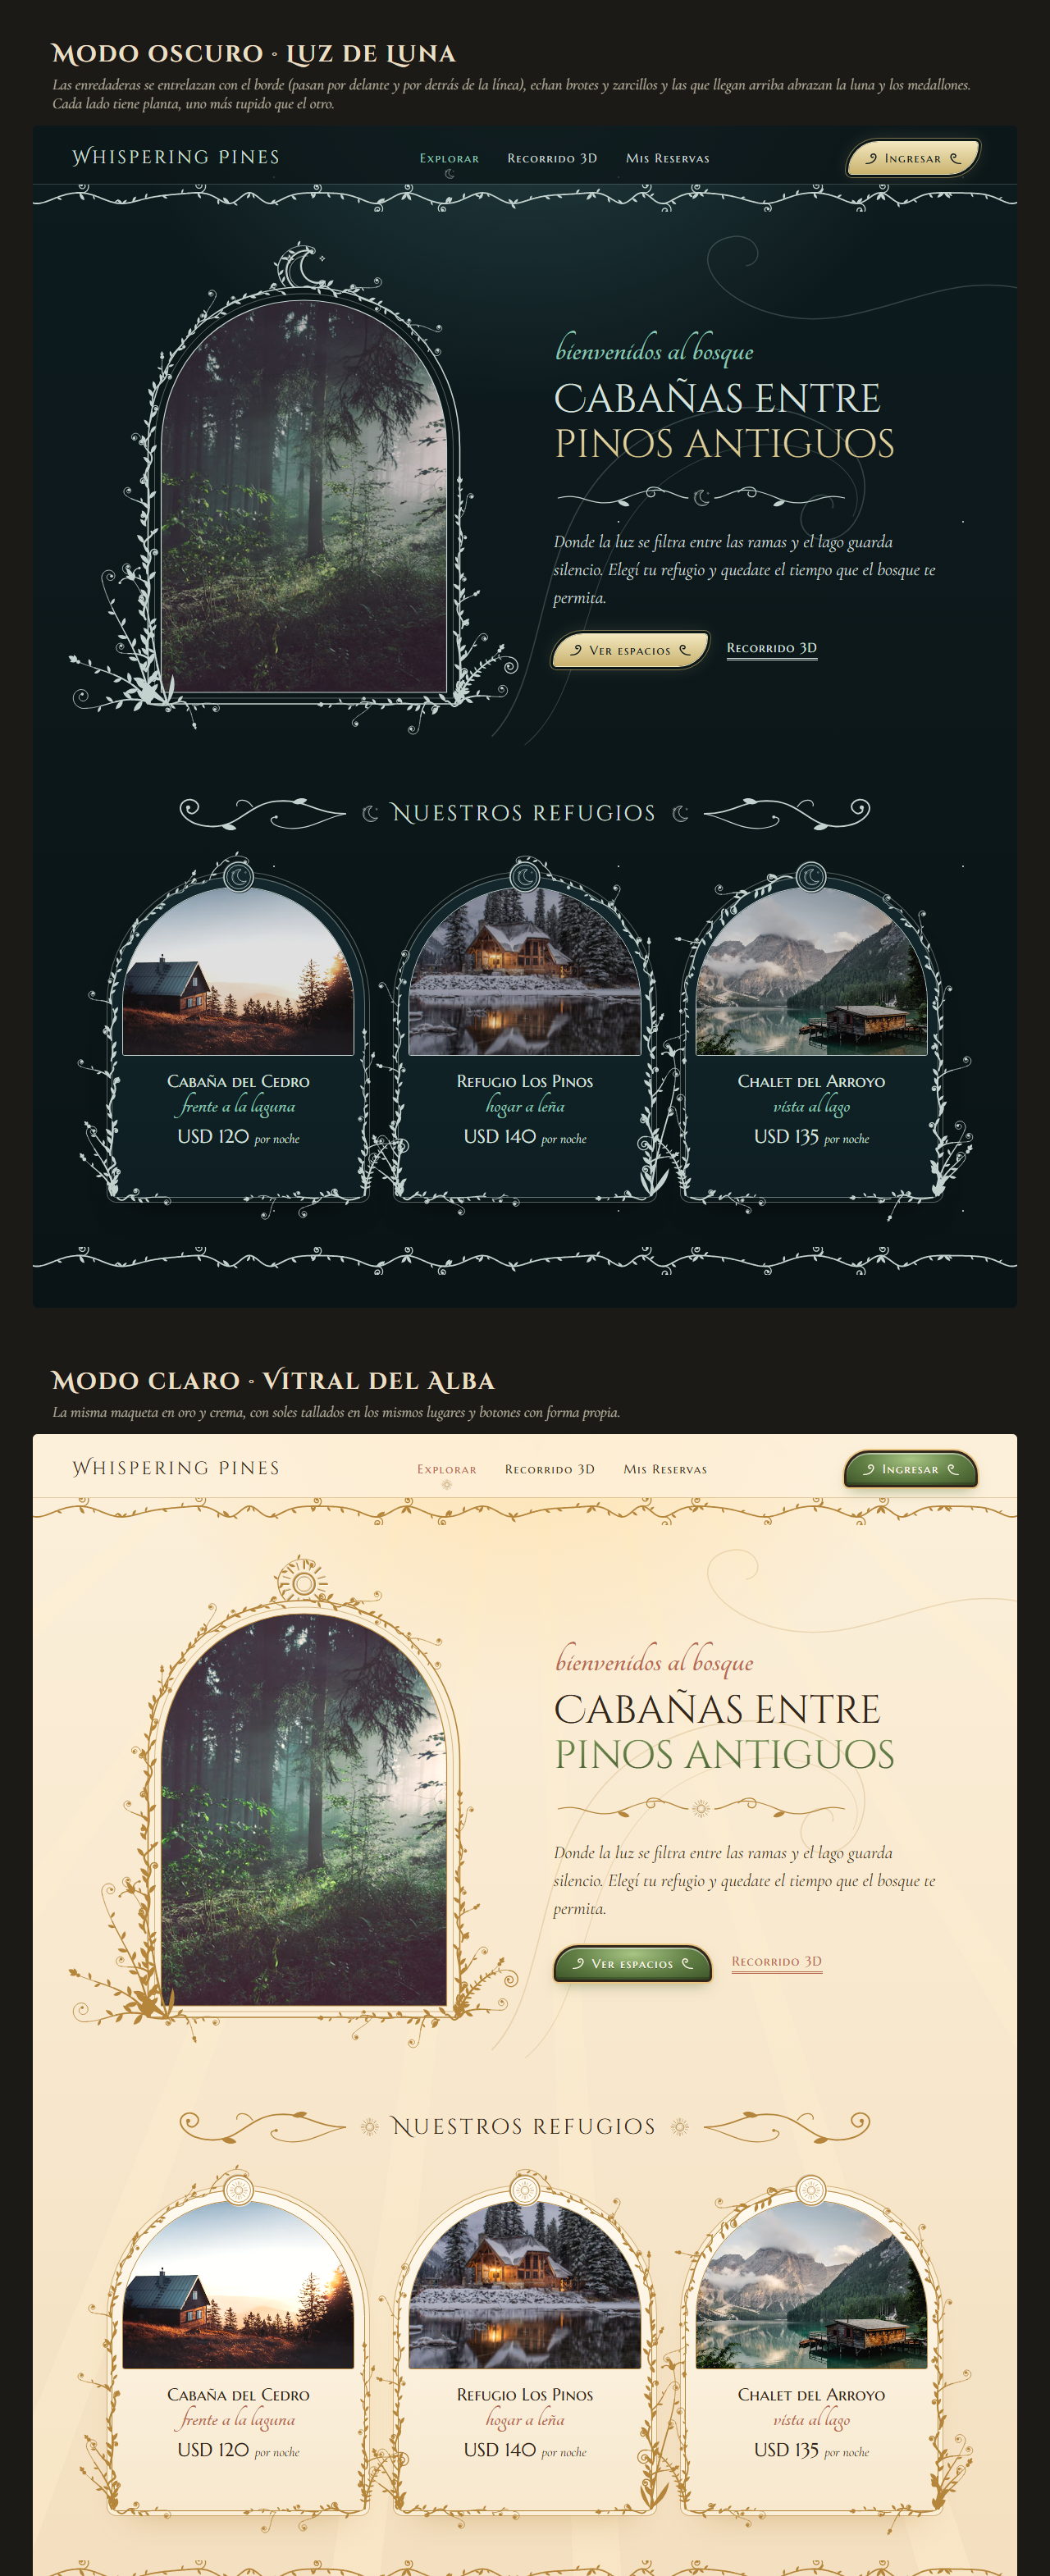 Modo oscuro · Luz de Luna
Las enredaderas se entrelazan con el borde (pasan por delante y por detrás de la línea), echan brotes y zarcillos y las que llegan arriba abrazan la luna y los medallones.
Cada lado tiene planta, uno más tupido que el otro.
Whispering Pines
Explorar
Recorrido 3D
Mis Reservas
Ingresar
bienvenidos al bosque
Cabañas entre
pinos antiguos
Donde la luz se filtra entre las ramas y el lago guarda
silencio. Elegí tu refugio y quedate el tiempo que el bosque te
permita.
Ver espacios
Recorrido 3D
Nuestros refugios
Cabaña del Cedro
frente a la laguna
USD 120 por noche
Refugio Los Pinos
hogar a leña
USD 140 por noche
Chalet del Arroyo
vista al lago
USD 135 por noche
Modo claro · Vitral del Alba
La misma maqueta en oro y crema, con soles tallados en los mismos lugares y botones con forma propia.
Whispering Pines
Explorar
Recorrido 3D
Mis Reservas
Ingresar
bienvenidos al bosque
Cabañas entre
pinos antiguos
Donde la luz se filtra entre las ramas y el lago guarda
silencio. Elegí tu refugio y quedate el tiempo que el bosque te
permita.
Ver espacios
Recorrido 3D
Nuestros refugios
Cabaña del Cedro
frente a la laguna
USD 120 por noche
Refugio Los Pinos
hogar a leña
USD 140 por noche
Chalet del Arroyo
vista al lago
USD 135 por noche